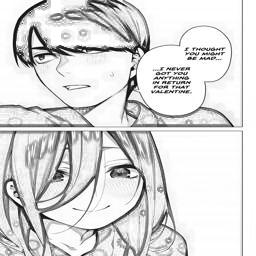 I THOUGHT
YOU MIGHT
BE MAD...
...I NEVER
GOT YOU
ANYTHING
IN RETURN
FOR THAT
VALENTINE.